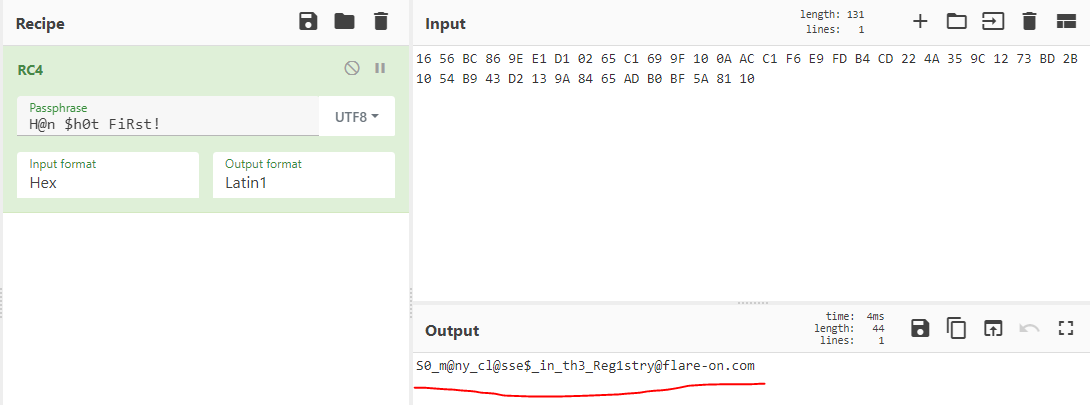 Recipe
RC4
Passphrase
H@n $h0t FiRst!
UTF8
Input format
Hex
Output format
Latin1
Input
length: 131
lines: 1
16 56 BC 86 9E E1 D1 02 65 C1 69 9F 10 0A AC C1 F6 E9 FD B4 CD 22 4A 35 9C 12 73 BD 2B
10 54 B9 43 D2 13 9A 84 65 AD B0 BF 5A 81 10
Output
time: 4ms
length: 44
lines: 1
S0_m@ny_cl@sse$_in_th3_Reg1stry@flare-on.com